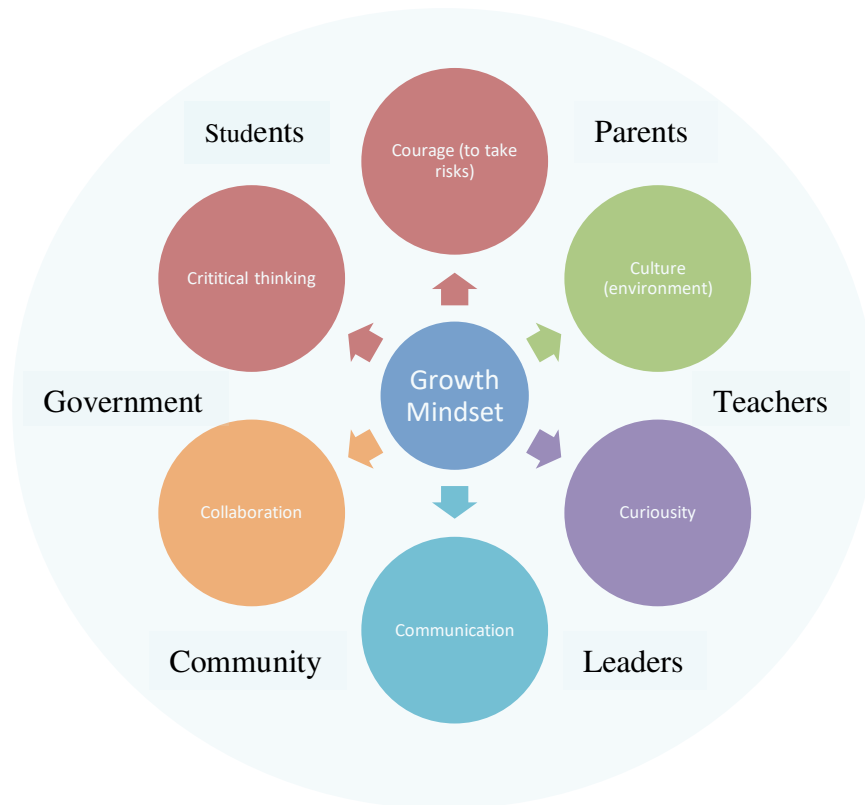 Students
Parents
Courage (to take
risks)
Crititical thinking
Culture
(environment)
Growth
Mindset
Government
Teachers
Collaboration
Curiousity
Communication
Community
Leaders